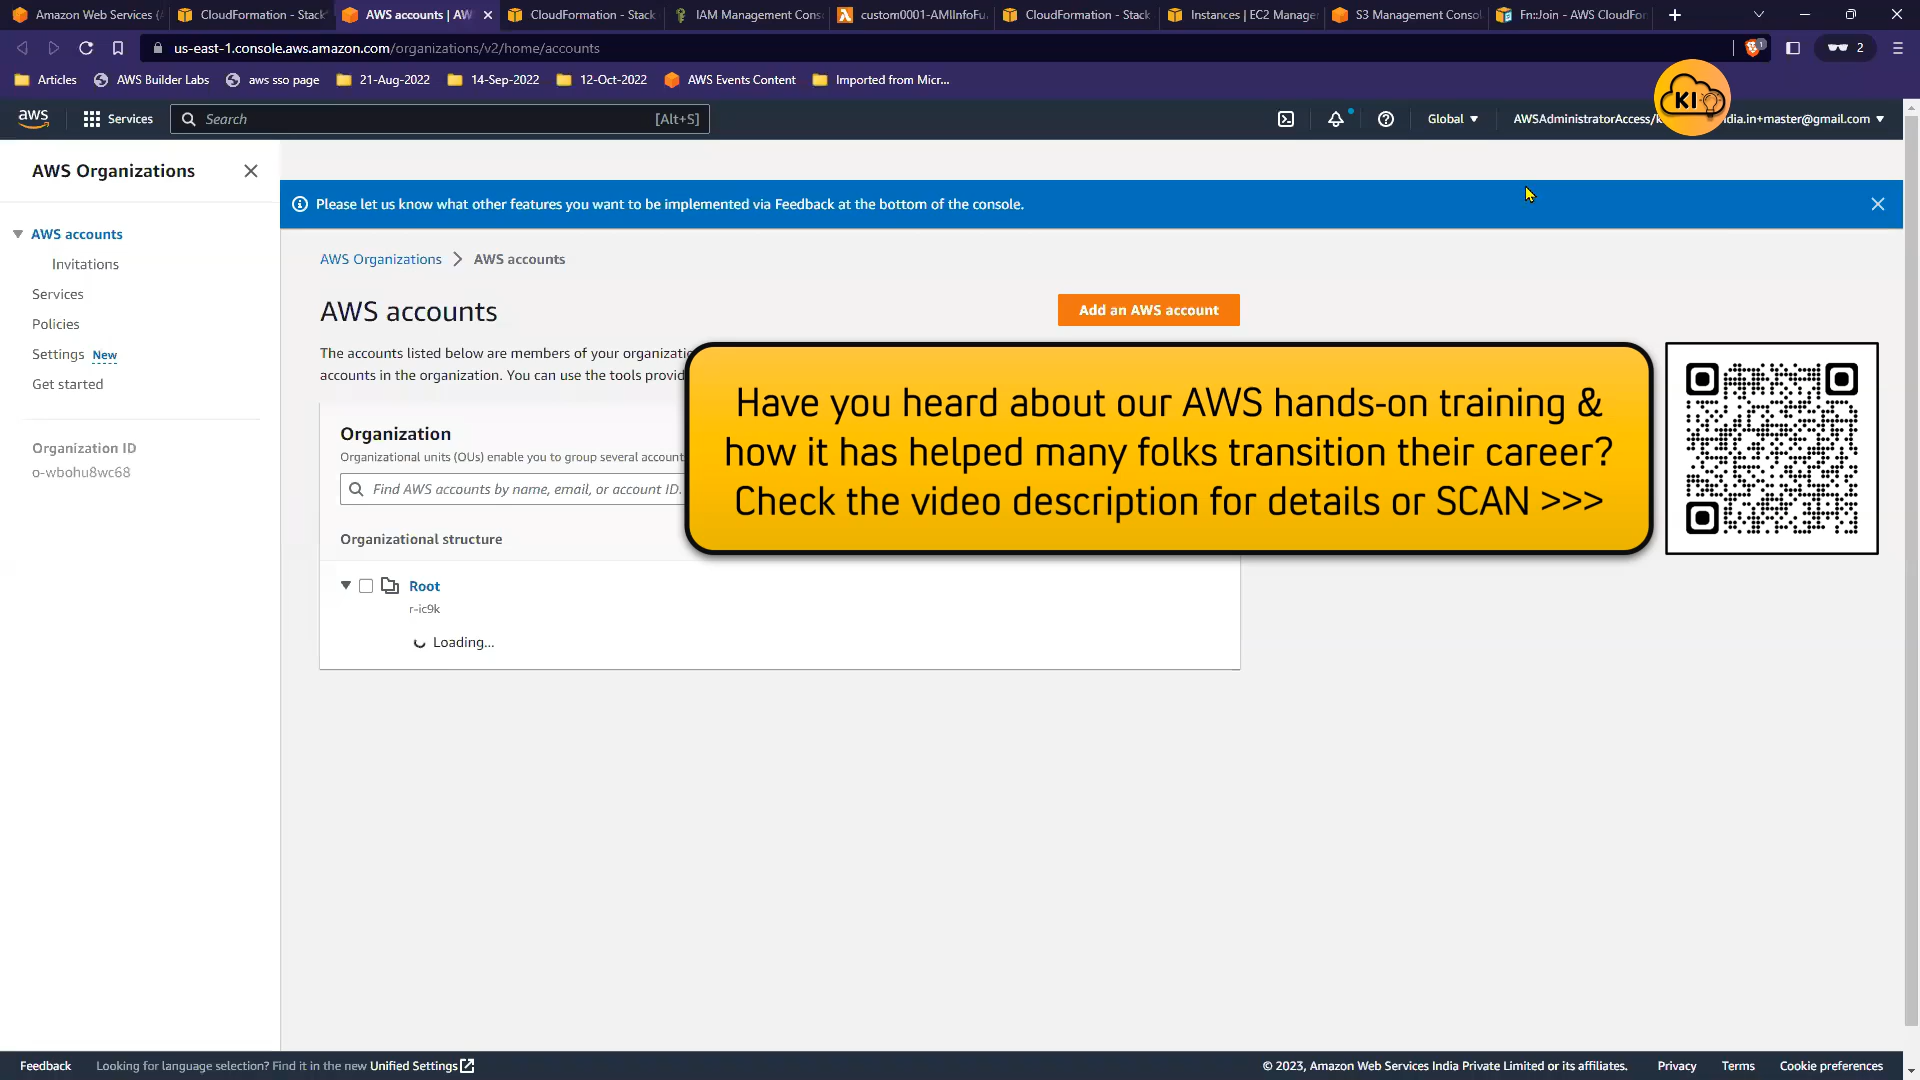 Amazon Web Services (
CloudFormation - Stack
AWS accounts | AW
CloudFormation - Stack
IAM Management Cons
custom0001-AMIInfoFu
CloudFormation - Stack
Instances | EC2 Manage
S3 Management Consol
Fn::Join - AWS CloudFor
us-east-1.console.aws.amazon.com/organizations/v2/home/accounts
1
2
Articles
AWS Builder Labs
aws sso page
21-Aug-2022
14-Sep-2022
12-Oct-2022
AWS Events Content
Imported from Micr...
KI
aws
Services
Search
[Alt+S]
Global
AWSAdministratorAccess/
dia.in+master@gmail.com
AWS Organizations
Please let us know what other features you want to be implemented via Feedback at the bottom of the console.
AWS accounts
Invitations
Services
Policies
Settings New
Get started
Organization ID
o-wbohu8wc68
AWS Organizations > AWS accounts
AWS accounts
Add an AWS account
The accounts listed below are members of your
accounts in the organization. You can use the tools
Organization
Organizational units (OUs) enable you to group several account
Find AWS accounts by name, email, or account ID.
Organizational structure
Root
r-ic9k
Loading...
Have you heard about our AWS hands-on training &
how it has helped many folks transition their career?
Check the video description for details or SCAN >>>
Feedback
Looking for language selection? Find it in the new Unified Settings
© 2023, Amazon Web Services India Private Limited or its affiliates.
Privacy
Terms
Cookie preferences